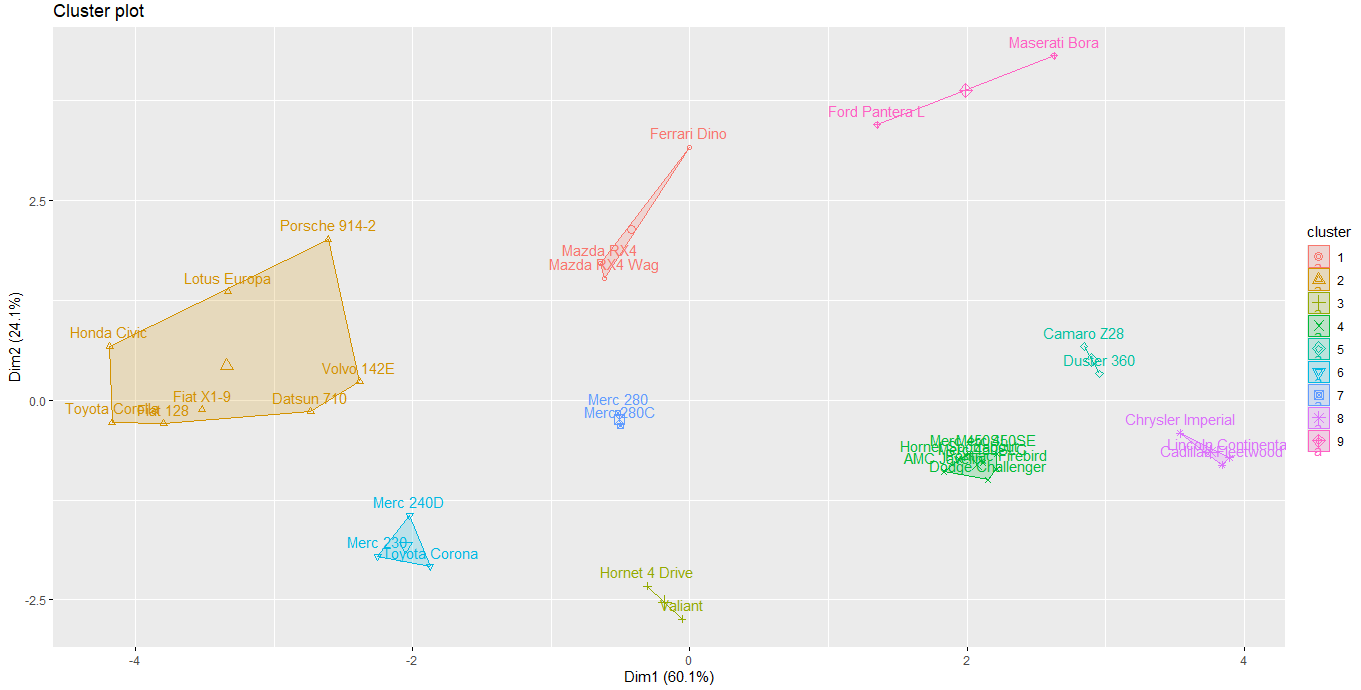 Cluster plot
Maserati Bora
Ford Pantera L
Ferrari Dino
Porsche 914-2
Mazda RX4
Mazda RX4 Wag
Lotus Europa
Honda Civic
Camaro Z28
Duster 360
Volvo 142E
Fiat X1-9
Datsun 710
Toyota Corolla
Fiat 128
Merc 280
Merc 280C
Chrysler Imperial
Lincoln Continenta
Cadillac Fleetwood
Merc 450SE
Dodge Challenger
Merc 240D
Merc 230
Toyota Corona
Hornet 4 Drive
Valiant
2.5
0.0
-2.5
-4
-2
0
2
4
Dim1 (60.1%)
Dim2 (24.1%)
cluster
1
2
3
4
5
6
7
8
9